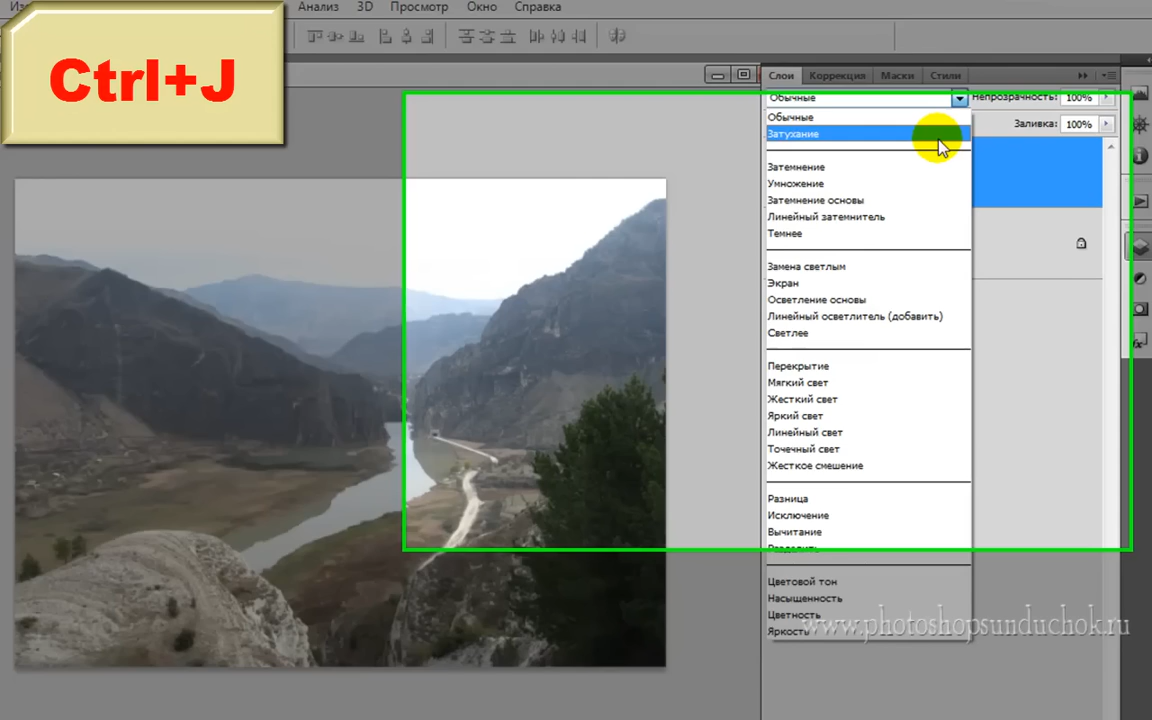 Анализ 3D Просмотр Окно Справка
Ctrl+J
Слои Коррекция Маски Стили
Обычные Непрозрачность: 100%
Обычные
Заливка: 100%
Затухание
Затемнение
Умножение
Затемнение основы
Линейный затемнитель
Темнее
Замена светлым
Экран
Осветление основы
Линейный осветлитель (добавить)
Светлее
Перекрытие
Мягкий свет
Жесткий свет
Яркий свет
Линейный свет
Точечный свет
Жесткое смешение
Разница
Исключение
Вычитание
Разделить
Цветовой тон
Насыщенность
Цветность
Яркость
www.photoshopsunduchok.ru